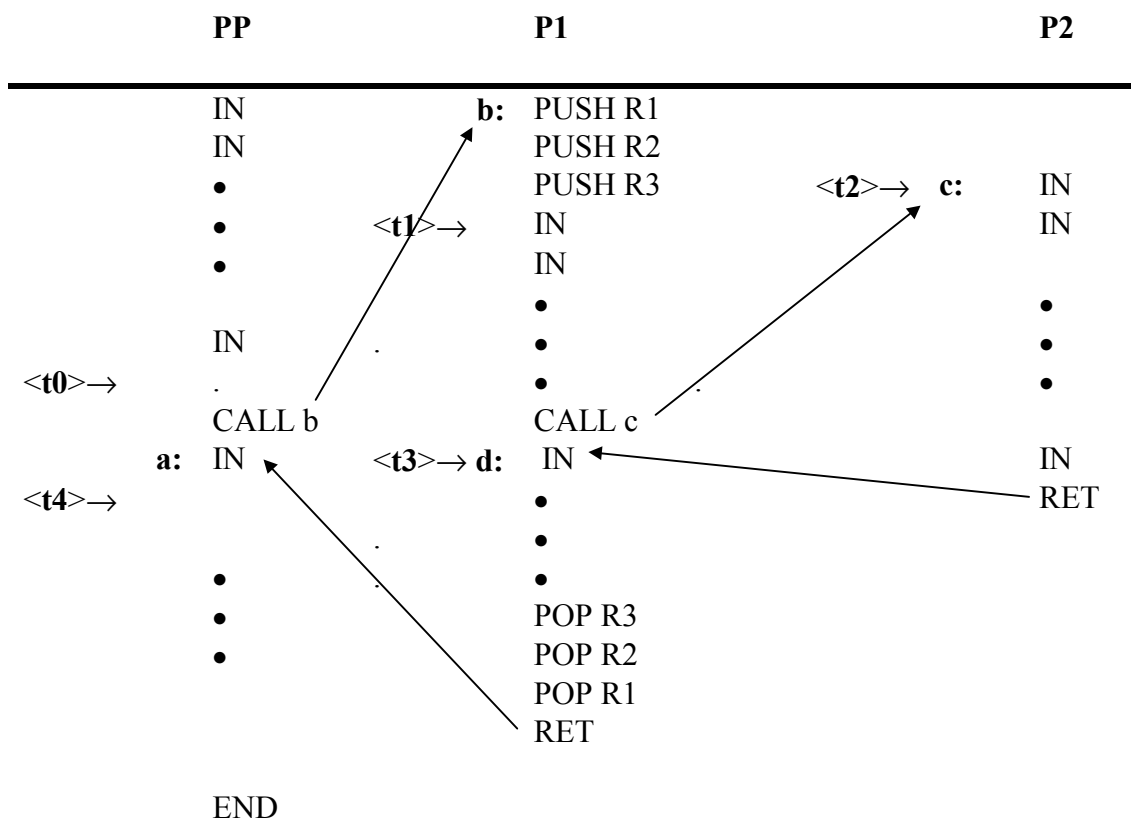 PP P1 P2
IN b: PUSH R1
IN PUSH R2
• PUSH R3 <t2>→ c: IN
• <t1>→ IN IN
• IN
• •
IN . • •
<t0>→ . • . •
CALL b CALL c
a: IN <t3>→ d: IN IN
<t4>→ • RET
. •
• . •
• POP R3
• POP R2
POP R1
RET
END